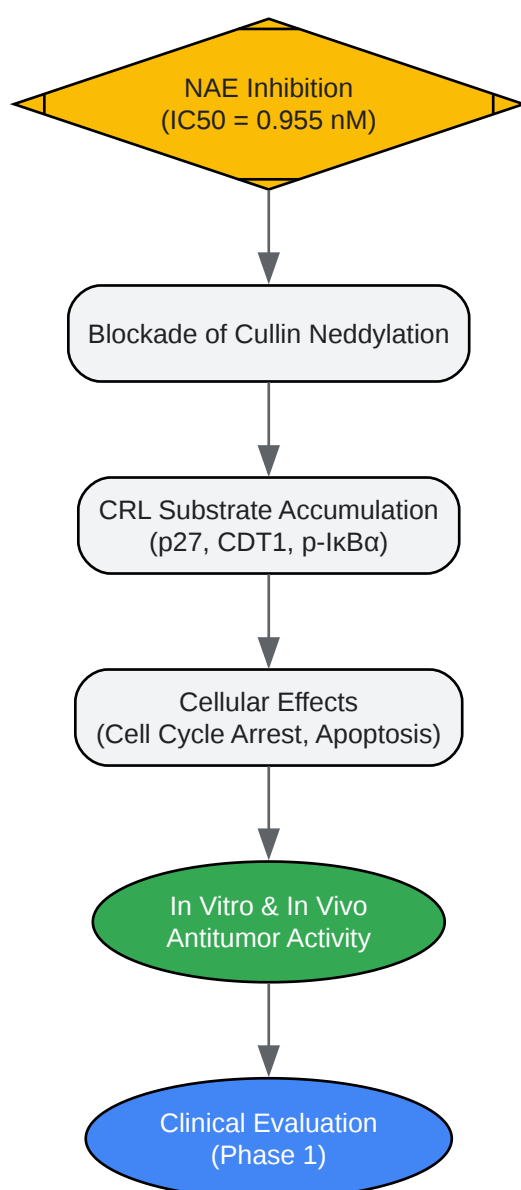 NAE Inhibition
(IC50 = 0.955 nM)
Blockade of Cullin Neddylation
CRL Substrate Accumulation
(p27, CDT1, p-IκBα)
Cellular Effects
(Cell Cycle Arrest, Apoptosis)
In Vitro & In Vivo
Antitumor Activity
Clinical Evaluation
(Phase 1)